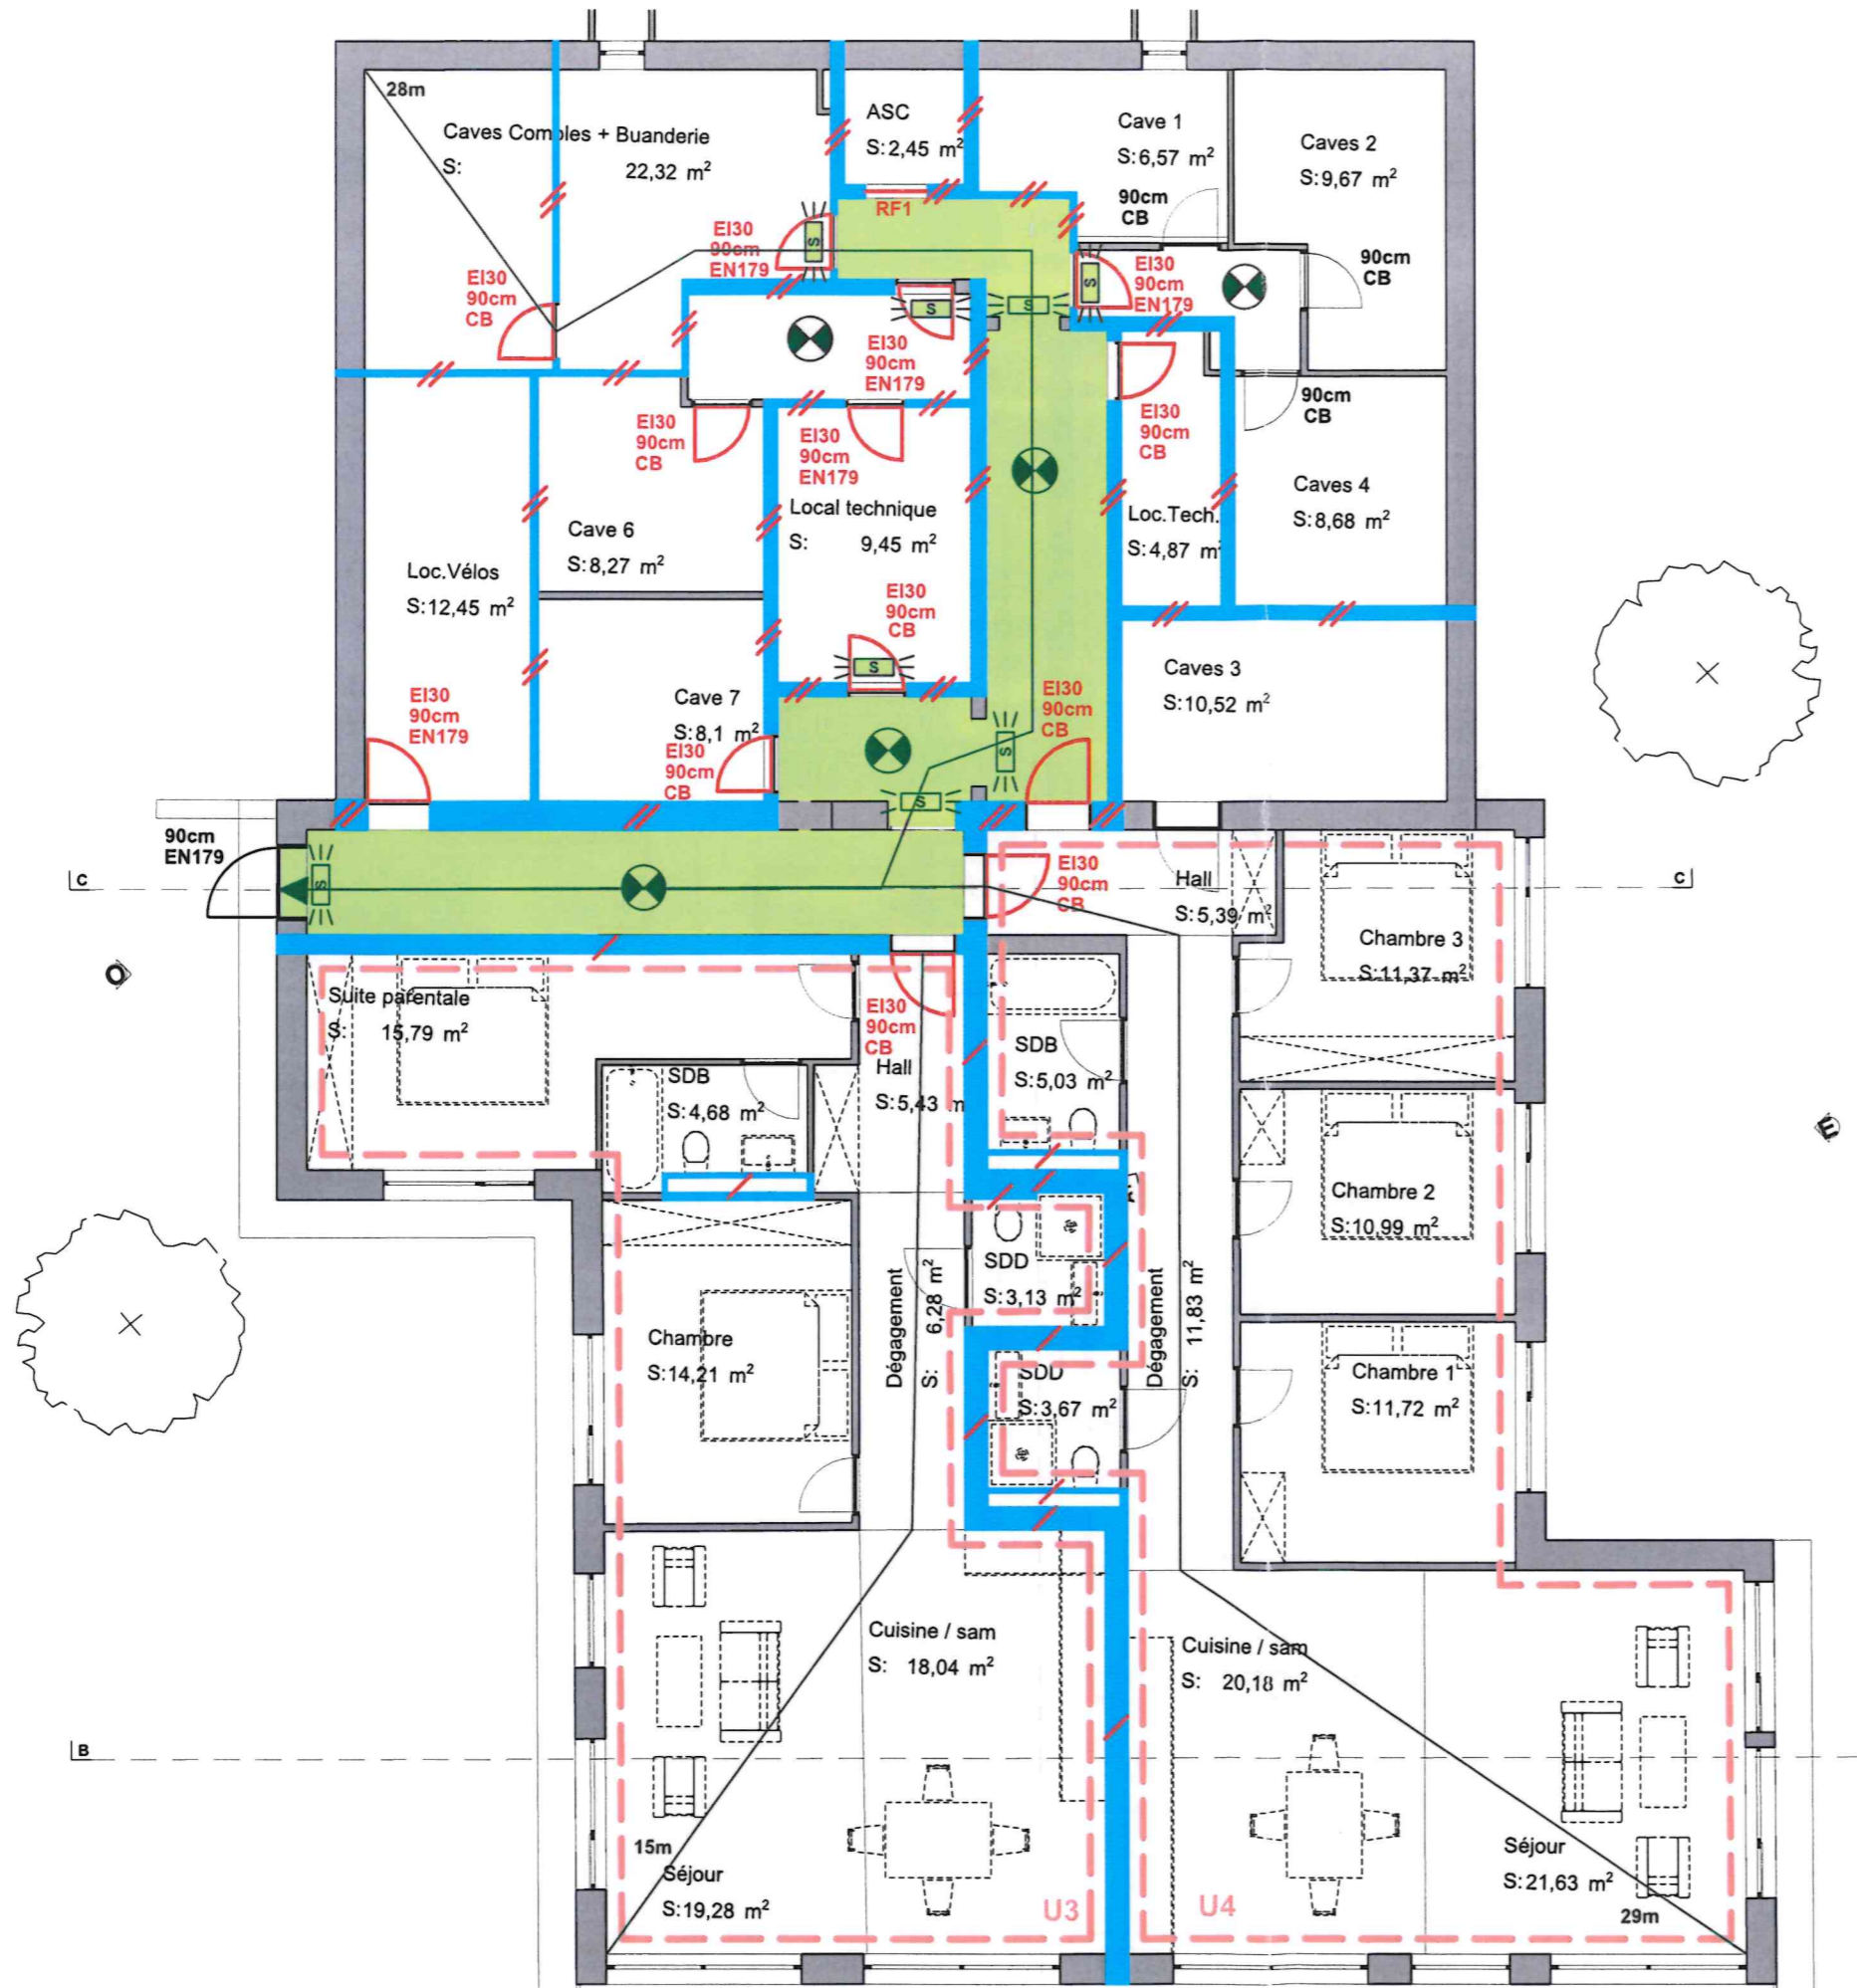 28m
Caves Combles + Buanderie
S: 22,32 m²
ASC
S:2,45 m²
RF1
Cave 1
S:6,57 m²
90cm
CB
Caves 2
S:9,67 m²
90cm
CB
EI30
90cm
EN179
S
EI30
90cm
CB
S
EI30
90cm
EN179
S
S
EI30
90cm
EN179
90cm
CB
EI30
90cm
CB
EI30
90cm
EN179
EI30
90cm
CB
Cave 6
S:8,27 m²
Local technique
S: 9,45 m²
Loc.Tech.
S:4,87 m²
Caves 4
S:8,68 m²
Loc.Vélos
S:12,45 m²
EI30
90cm
CB
S
Caves 3
S:10,52 m²
Cave 7
S:8,1 m²
EI30
90cm
EN179
EI30
90cm
CB
EI30
90cm
CB
S
S
90cm
EN179
S
C
C
EI30
90cm
CB
Hall
S:5,39 m²
Chambre 3
S:11,37 m²
O
Suite parentale
S: 15,79 m²
EI30
90cm
CB
Hall
S:5,43 m
SDB
S:4,68 m²
SDB
S:5,03 m²
E
Chambre 2
S:10,99 m²
SDD
S:3,13 m²
Dégagement
S: 6,28 m²
Dégagement
S: 11,83 m²
Chambre
S:14,21 m²
SDD
S:3,67 m²
Chambre 1
S:11,72 m²
Cuisine / sam
S: 18,04 m²
Cuisine / sam
S: 20,18 m²
B
15m
Séjour
S:19,28 m²
U3
U4
Séjour
S:21,63 m²
29m